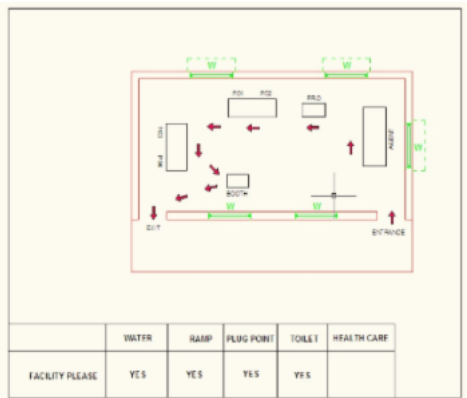 W
W
PO1 PO2
PRO
W
BOOTH
W
W
EXIT
ENTRANCE
WATER RAMP PLUG POINT TOILET HEALTH CARE
FACILITY PLEASE YES YES YES YES